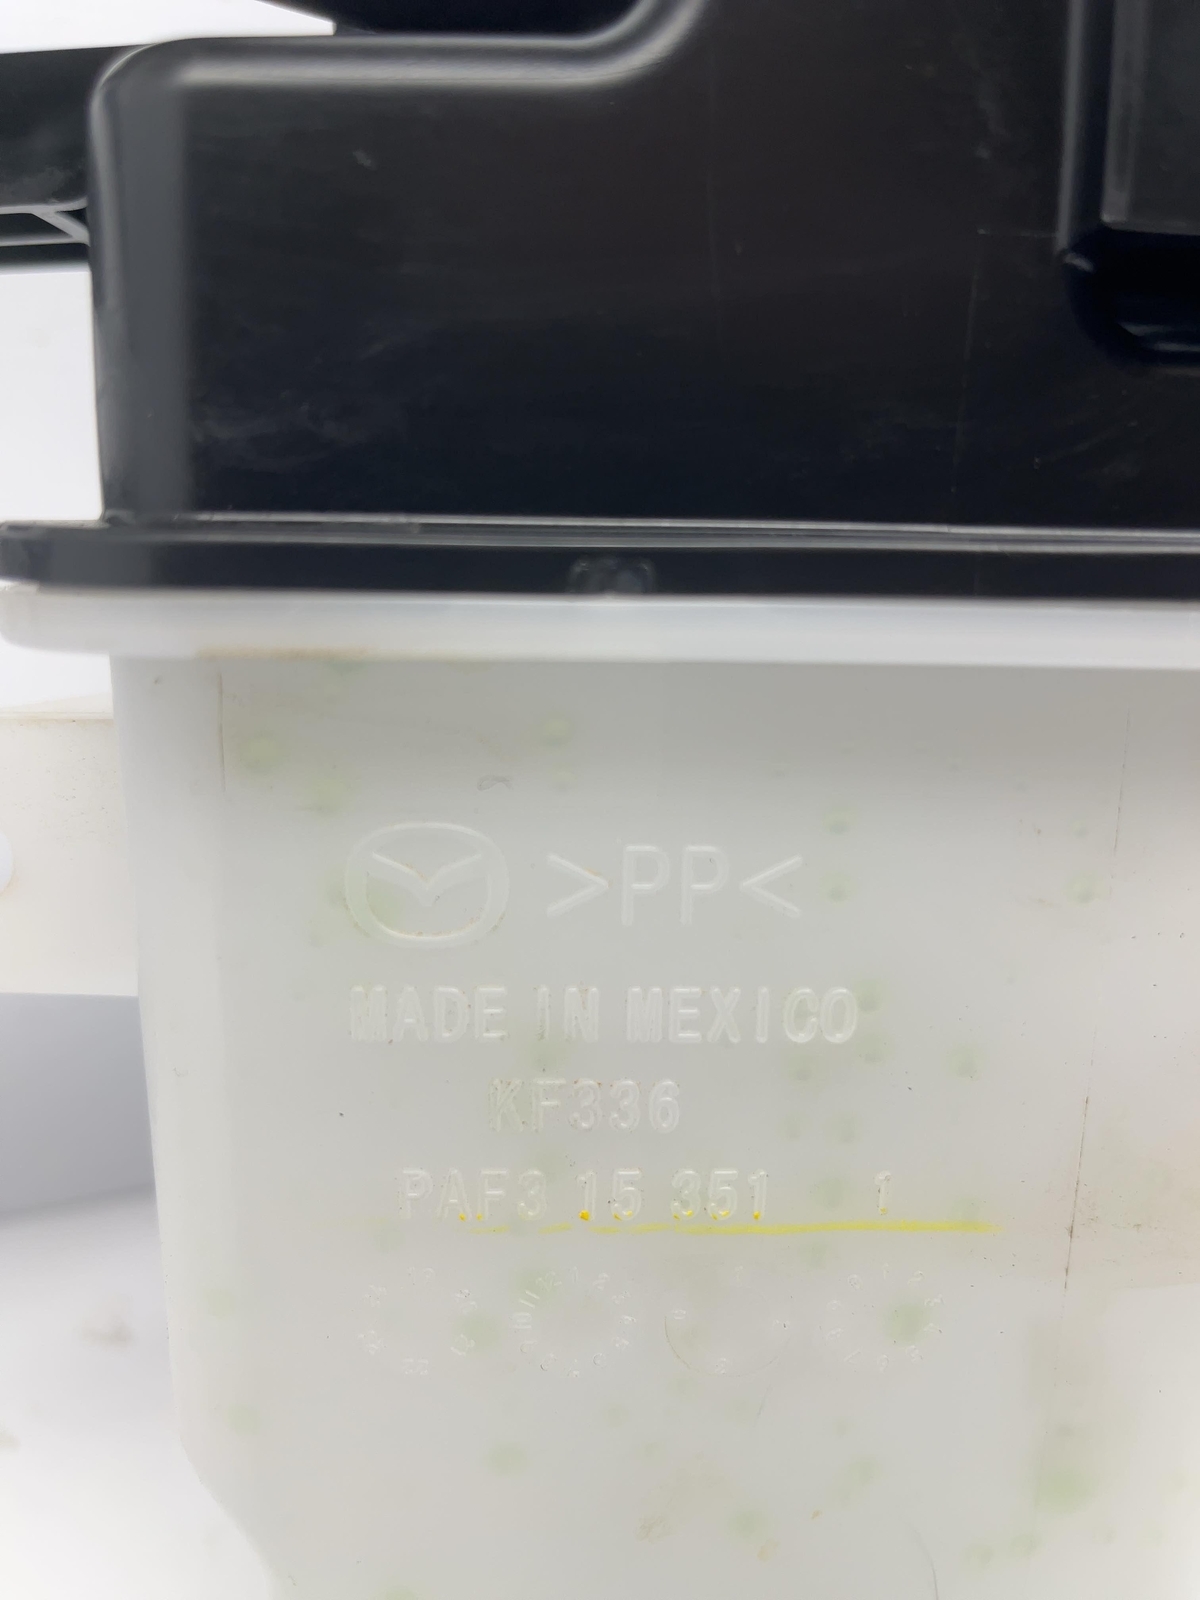 >PP<
MADE IN MEXICO
KF336
PAF3 15 351 1